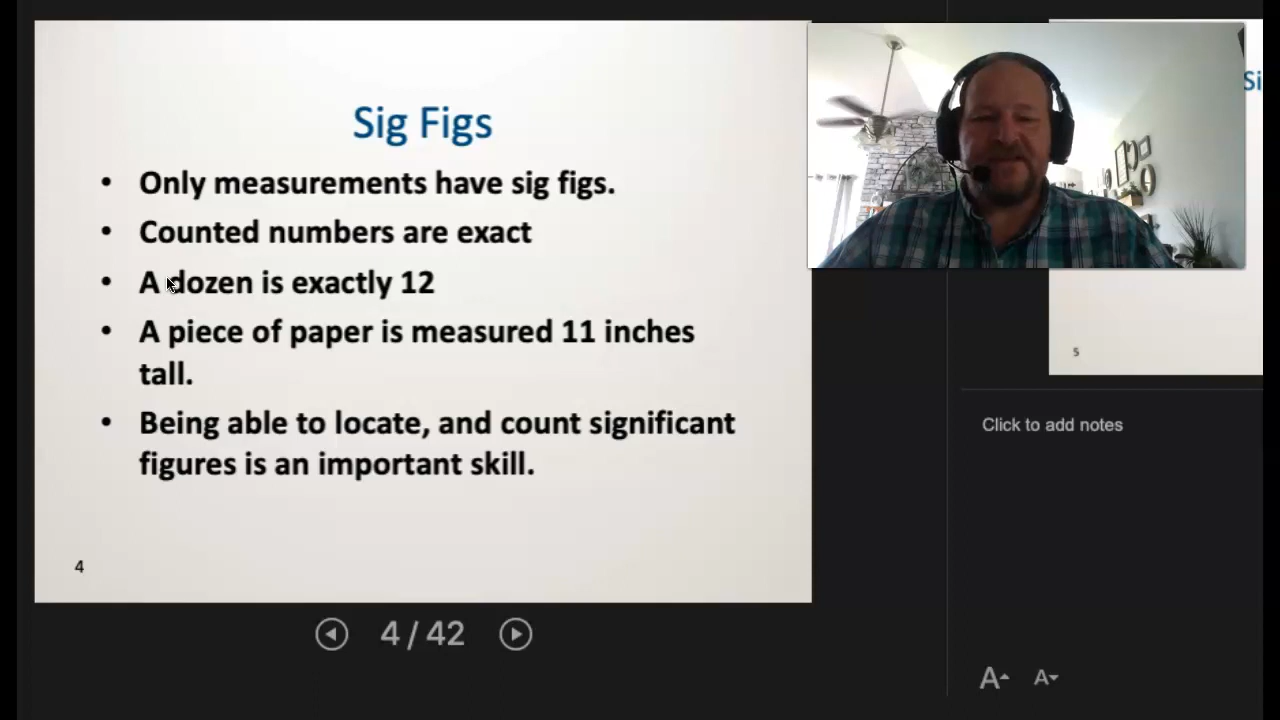 Sig Figs
• Only measurements have sig figs.
• Counted numbers are exact
• A dozen is exactly 12
• A piece of paper is measured 11 inches
tall.
• Being able to locate, and count significant
figures is an important skill.
4
4 / 42
Si
5
Click to add notes
A A